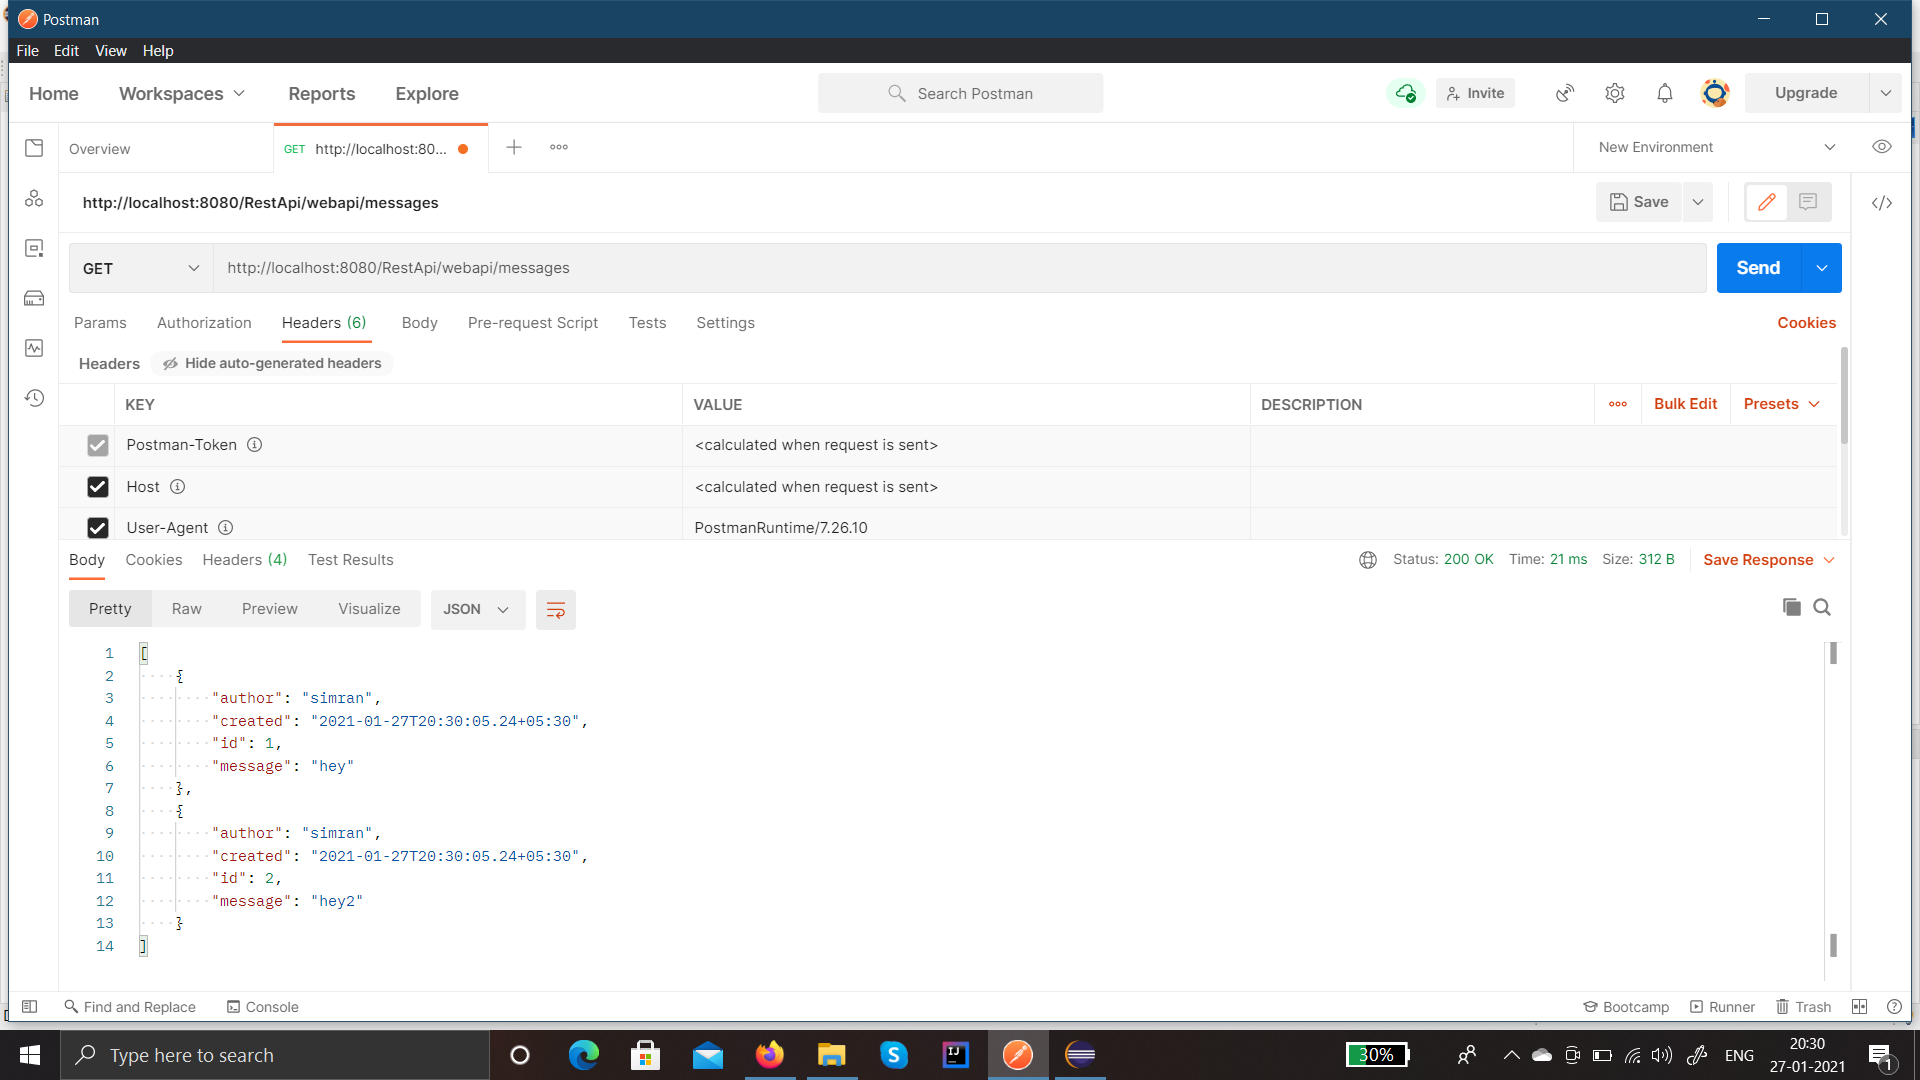 Postman
File Edit View Help
Home Workspaces Reports Explore Search Postman Invite Upgrade
Overview GET http://localhost:80... New Environment
http://localhost:8080/RestApi/webapi/messages Save
GET http://localhost:8080/RestApi/webapi/messages Send
Params Authorization Headers (6) Body Pre-request Script Tests Settings Cookies
Headers Hide auto-generated headers
KEY VALUE DESCRIPTION Bulk Edit Presets
Postman-Token <calculated when request is sent>
Host <calculated when request is sent>
User-Agent PostmanRuntime/7.26.10
Body Cookies Headers (4) Test Results Status: 200 OK Time: 21 ms Size: 312 B Save Response
Pretty Raw Preview Visualize JSON
1 [
2 {
3 "author": "simran",
4 "created": "2021-01-27T20:30:05.24+05:30",
5 "id": 1,
6 "message": "hey"
7 },
8 {
9 "author": "simran",
10 "created": "2021-01-27T20:30:05.24+05:30",
11 "id": 2,
12 "message": "hey2"
13 }
14 ]
Find and Replace Console Bootcamp Runner Trash
Type here to search 30% ENG 20:30
27-01-2021 1